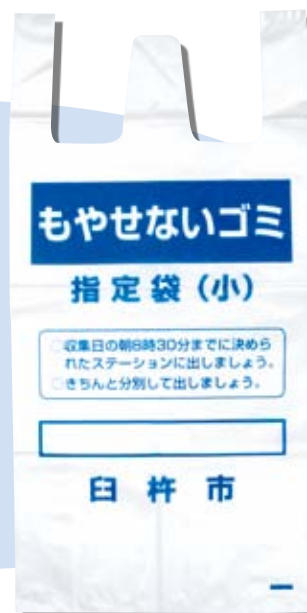 もやせないゴミ
指定袋（小）
○収集日の朝8時30分までに決めら
れたステーションに出しましょう。
○きちんと分別して出しましょう。
臼杵市